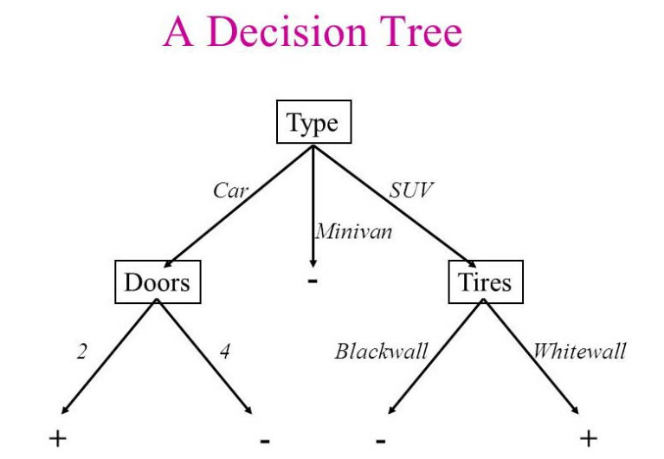 A Decision Tree
Type
Car
SUV
Minivan
Doors
-
Tires
2
4
Blackwall
Whitewall
+
-
-
+